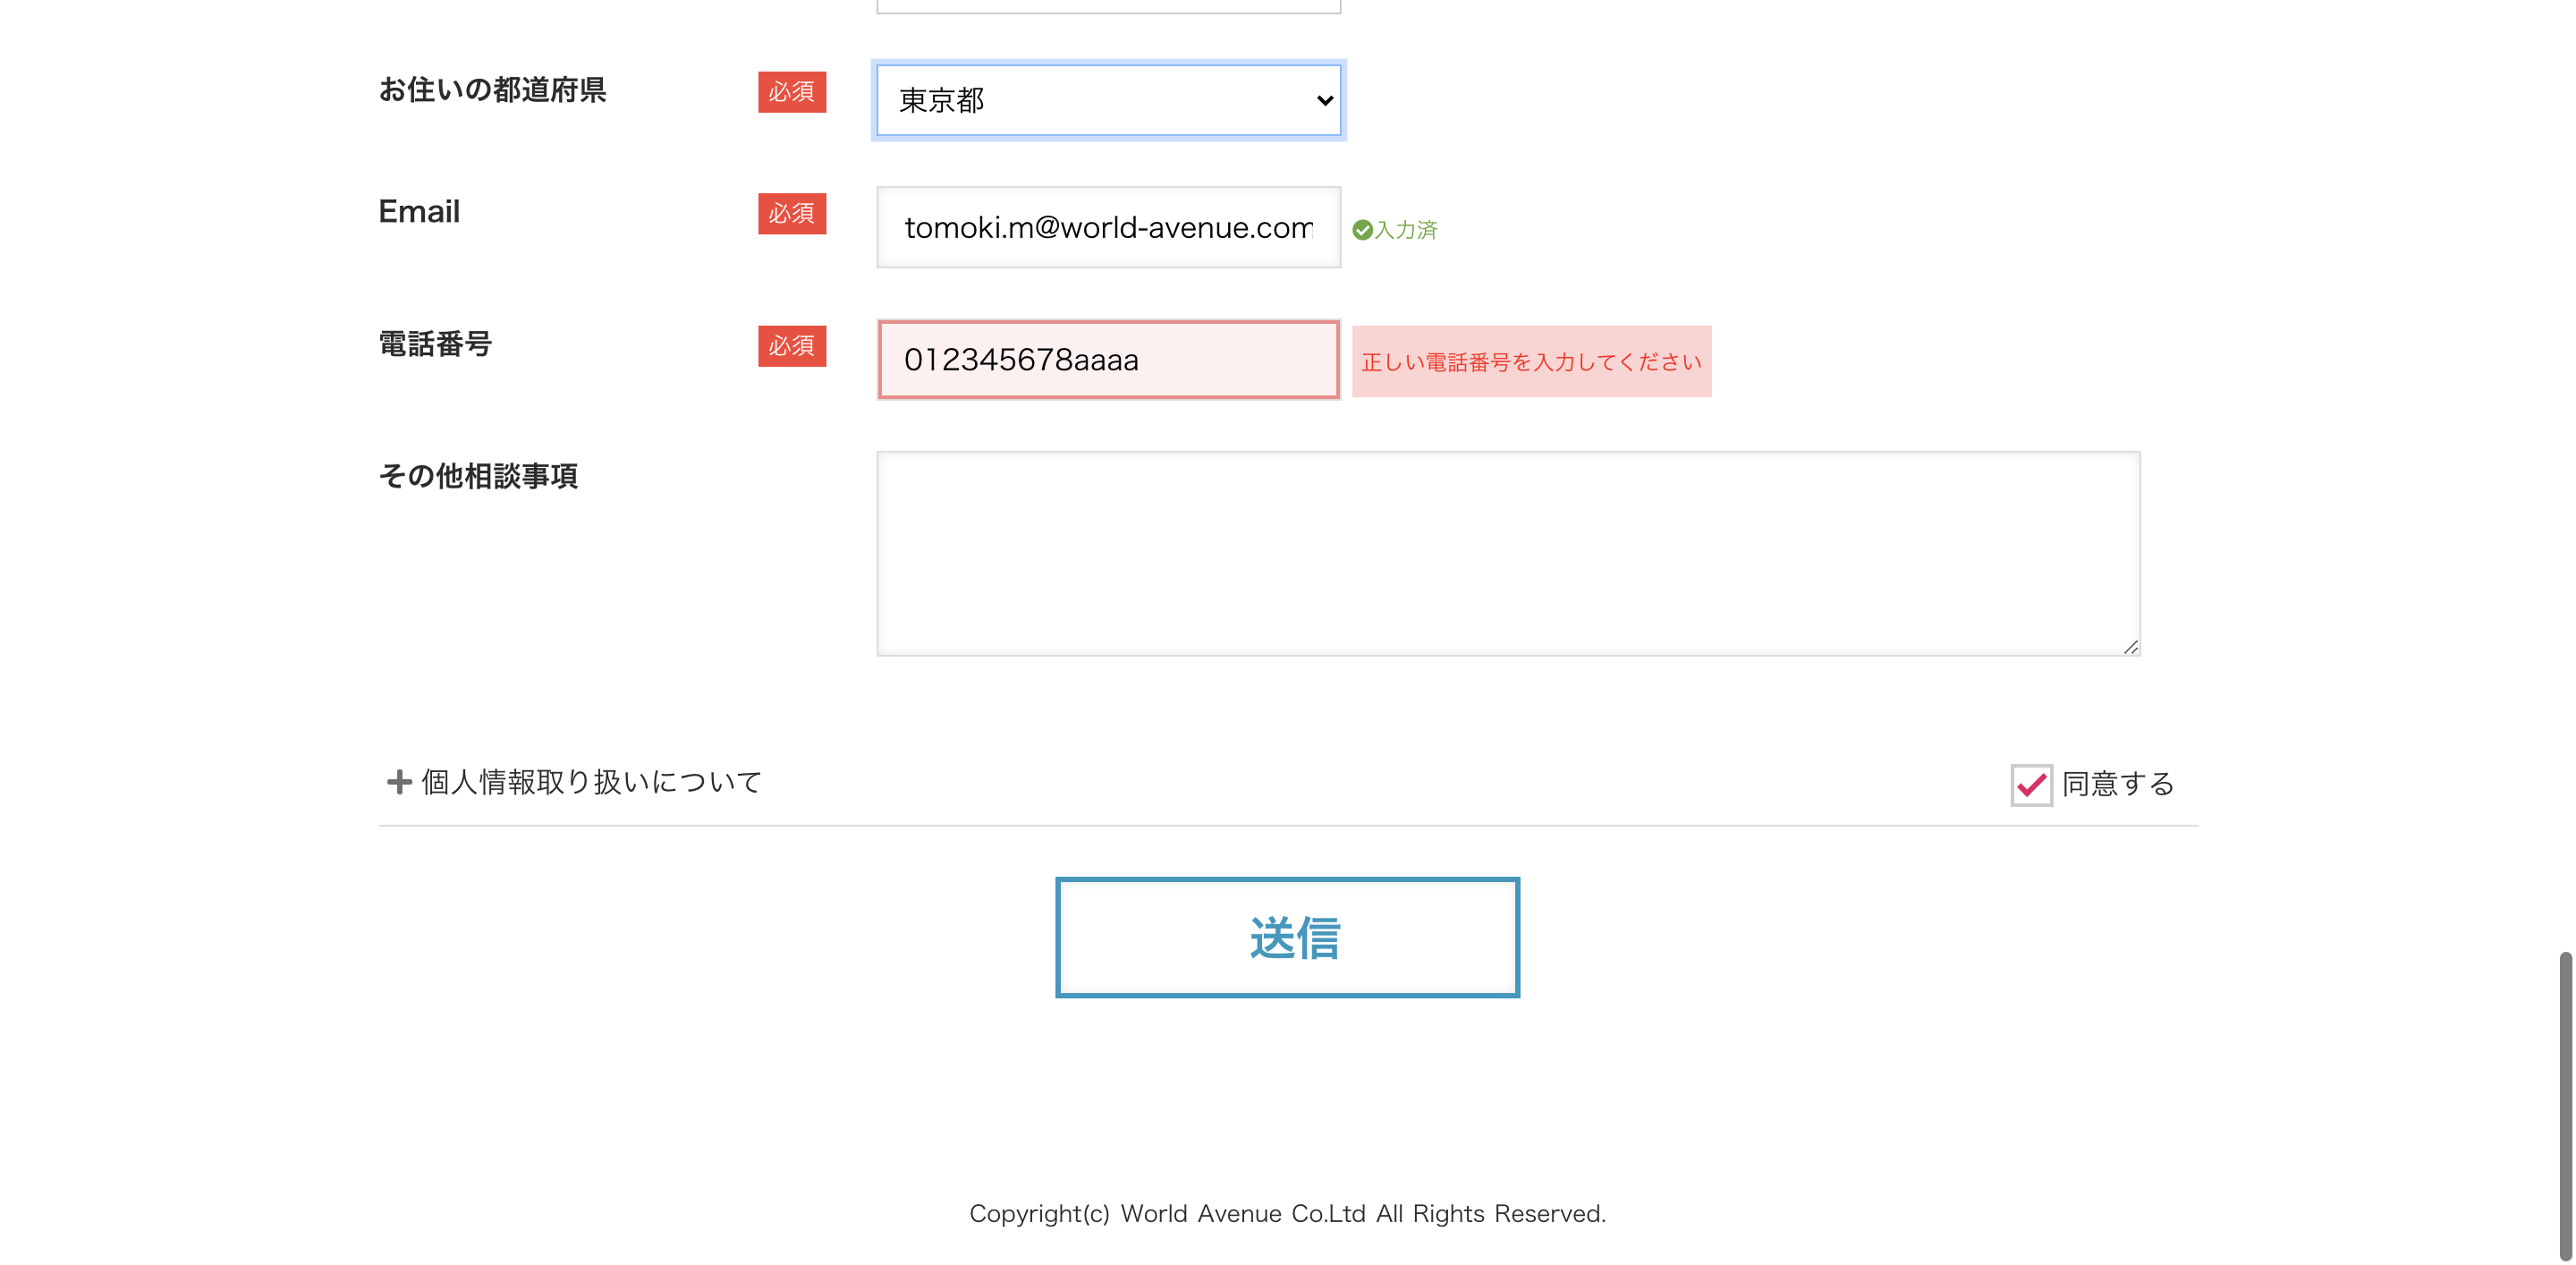 お住いの都道府県 必須 東京都
Email 必須 tomoki.m@world-avenue.com 入力済
電話番号 必須 012345678aaaa 正しい電話番号を入力してください
その他相談事項
個人情報取り扱いについて 同意する
送信
Copyright(c) World Avenue Co.Ltd All Rights Reserved.